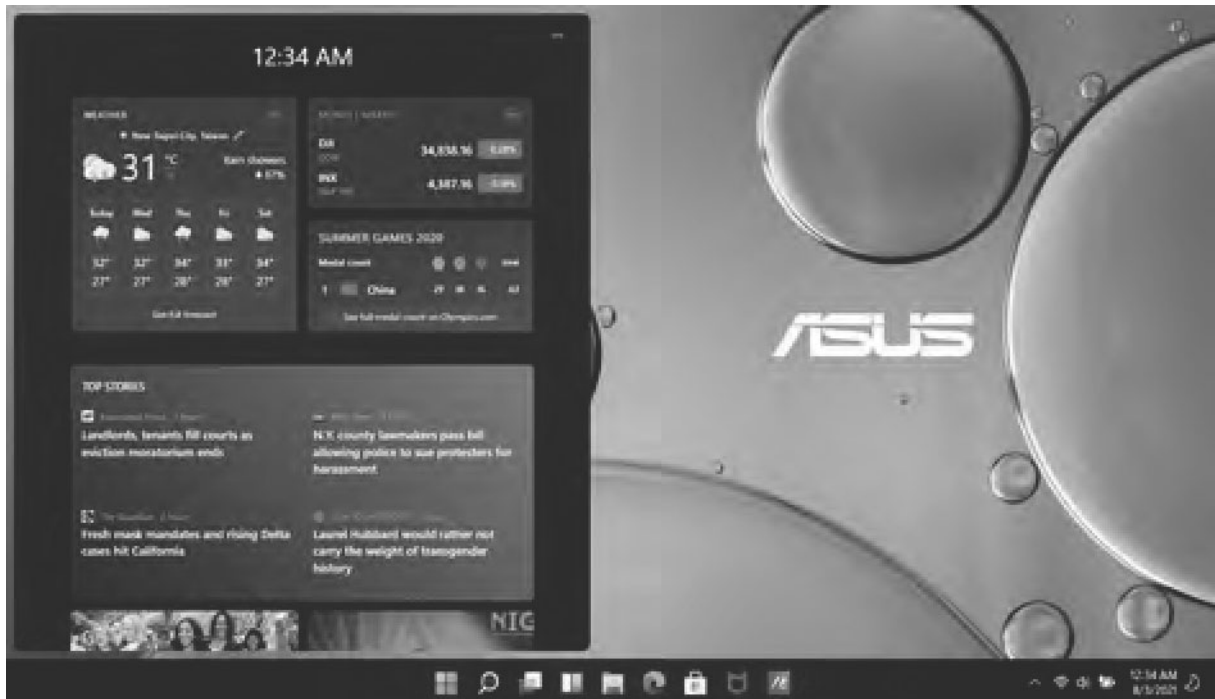 12:34 AM
WEATHER
New Taipei City, Taiwan
31 °C
Rain showers
87%
Today Wed Thu Fri Sat
32° 32° 34° 33° 34°
27° 27° 28° 28° 27°
See full forecast
MONEY | MARKETS
DJI
34,838.16
INX
4,387.16
SUMMER GAMES 2020
Medal count
Total
1 China
See full medal count on Olympics.com
TOP STORIES
Landlords, tenants fill courts as
eviction moratorium ends
N.Y. county lawmakers pass bill
allowing police to sue protesters for
harassment
The Guardian
Fresh mask mandates and rising Delta
cases hit California
Laurel Hubbard would rather not
carry the weight of transgender
history
NIG
ASUS
12:34 AM
8/3/2021